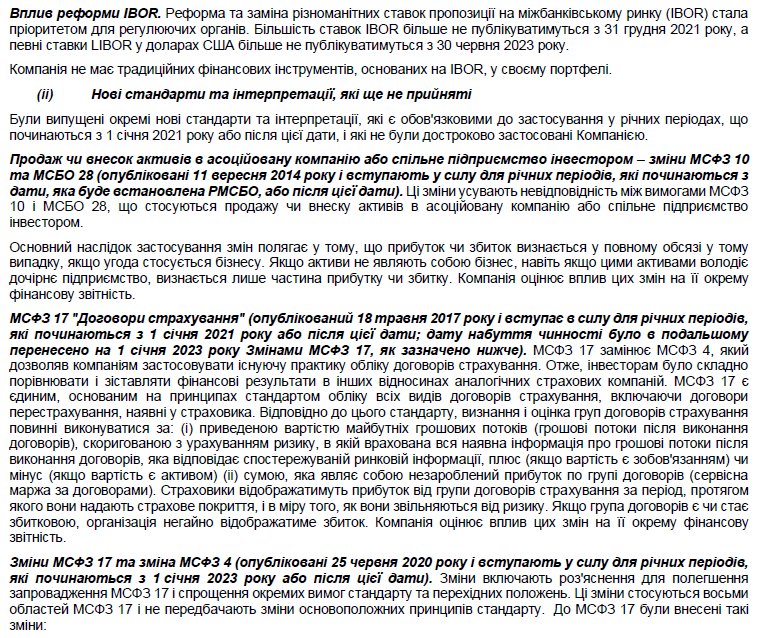 Вплив реформи IBOR. Реформа та заміна різноманітних ставок пропозиції на міжбанківському ринку (IBOR) стала
пріоритетом для регулюючих органів. Більшість ставок IBOR більше не публікуватимуться з 31 грудня 2021 року, а
певні ставки LIBOR у доларах США більше не публікуватимуться з 30 червня 2023 року.
Компанія не має традиційних фінансових інструментів, основаних на IBOR, у своєму портфелі.
(ii) Нові стандарти та інтерпретації, які ще не прийняті
Були випущені окремі нові стандарти та інтерпретації, які є обов'язковими до застосування у річних періодах, що
починаються з 1 січня 2021 року або після цієї дати, і які не були достроково застосовані Компанією.
Продаж чи внесок активів в асоційовану компанію або спільне підприємство інвестором – зміни МСФЗ 10
та МСБО 28 (опубліковані 11 вересня 2014 року і вступають у силу для річних періодів, які починаються з
дати, яка буде встановлена РМСБО, або після цієї дати). Ці зміни усувають невідповідність між вимогами МСФЗ
10 і МСБО 28, що стосуються продажу чи внеску активів в асоційовану компанію або спільне підприємство
інвестором.
Основний наслідок застосування змін полягає у тому, що прибуток чи збиток визнається у повному обсязі у тому
випадку, якщо угода стосується бізнесу. Якщо активи не являють собою бізнес, навіть якщо цими активами володіє
дочірнє підприємство, визнається лише частина прибутку чи збитку. Компанія оцінює вплив цих змін на її окрему
фінансову звітність.
МСФЗ 17 "Договори страхування" (опублікований 18 травня 2017 року і вступає в силу для річних періодів,
які починаються з 1 січня 2021 року або після цієї дати; дату набуття чинності було в подальшому
перенесено на 1 січня 2023 року Змінами МСФЗ 17, як зазначено нижче). МСФЗ 17 замінює МСФЗ 4, який
дозволяв компаніям застосовувати існуючу практику обліку договорів страхування. Отже, інвесторам було складно
порівнювати і зіставляти фінансові результати в інших відносинах аналогічних страхових компаній. МСФЗ 17 є
єдиним, основаним на принципах стандартом обліку всіх видів договорів страхування, включаючи договори
перестрахування, наявні у страховика. Відповідно до цього стандарту, визнання і оцінка груп договорів страхування
повинні виконуватися за: (i) приведеною вартістю майбутніх грошових потоків (грошові потоки після виконання
договорів), скоригованою з урахуванням ризику, в якій врахована вся наявна інформація про грошові потоки після
виконання договорів, яка відповідає спостережуваній ринковій інформації, плюс (якщо вартість є зобов'язанням) чи
мінус (якщо вартість є активом) (ii) сумою, яка являє собою незароблений прибуток по групі договорів (сервісна
маржа за договорами). Страховики відображатимуть прибуток від групи договорів страхування за період, протягом
якого вони надають страхове покриття, і в міру того, як вони звільняються від ризику. Якщо група договорів є чи стає
збитковою, організація негайно відображатиме збиток. Компанія оцінює вплив цих змін на її окрему фінансову
звітність.
Зміни МСФЗ 17 та зміна МСФЗ 4 (опубліковані 25 червня 2020 року і вступають у силу для річних періодів,
які починаються з 1 січня 2023 року або після цієї дати). Зміни включають роз'яснення для полегшення
запровадження МСФЗ 17 і спрощення окремих вимог стандарту та перехідних положень. Ці зміни стосуються восьми
областей МСФЗ 17 і не передбачають зміни основоположних принципів стандарту. До МСФЗ 17 були внесені такі
зміни: